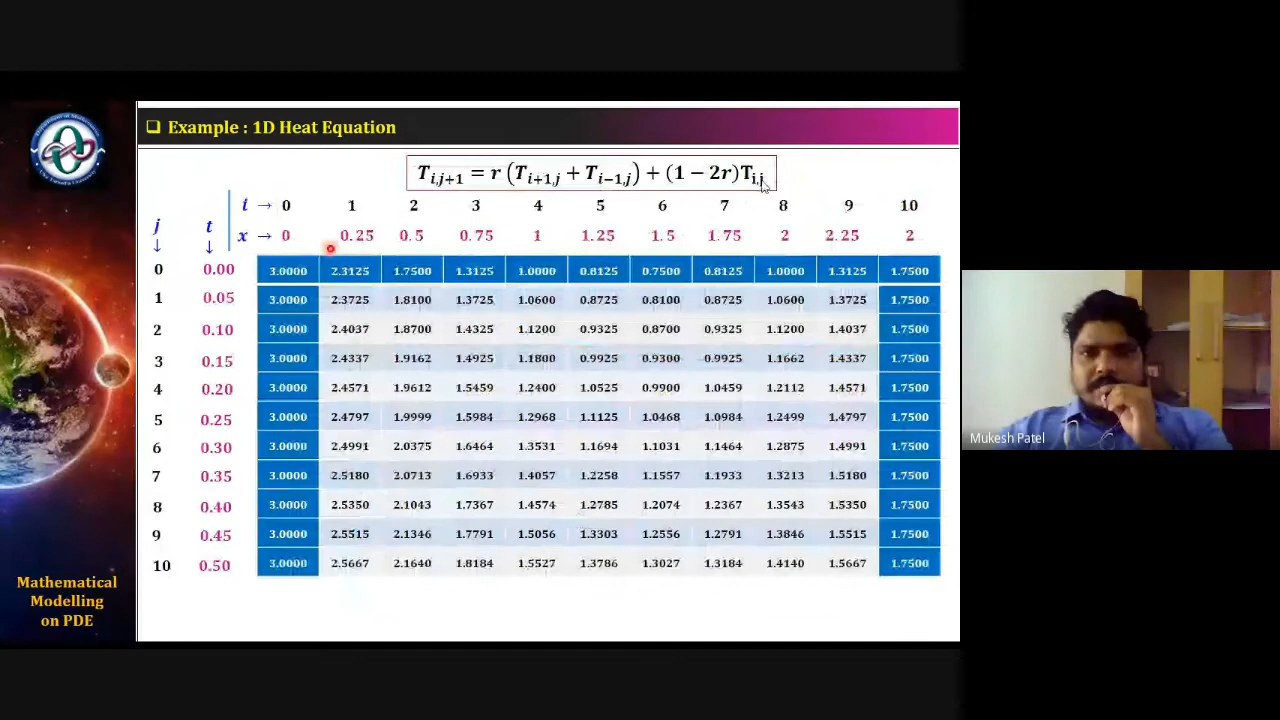 ❑ Example : 1D Heat Equation
T_{i,j+1} = r (T_{i+1,j} + T_{i−1,j}) + (1 − 2r)T_{i,j}
i → 0 1 2 3 4 5 6 7 8 9 10
j ↓ t ↓ x → 0 0.25 0.5 0.75 1 1.25 1.5 1.75 2 2.25 2
0 0.00 3.0000 2.3125 1.7500 1.3125 1.0000 0.8125 0.7500 0.8125 1.0000 1.3125 1.7500
1 0.05 3.0000 2.3725 1.8100 1.3725 1.0600 0.8725 0.8100 0.8725 1.0600 1.3725 1.7500
2 0.10 3.0000 2.4037 1.8700 1.4325 1.1200 0.9325 0.8700 0.9325 1.1200 1.4037 1.7500
3 0.15 3.0000 2.4337 1.9162 1.4925 1.1800 0.9925 0.9300 0.9925 1.1662 1.4337 1.7500
4 0.20 3.0000 2.4571 1.9612 1.5459 1.2400 1.0525 0.9900 1.0459 1.2112 1.4571 1.7500
5 0.25 3.0000 2.4797 1.9999 1.5984 1.2968 1.1125 1.0468 1.0984 1.2499 1.4797 1.7500
6 0.30 3.0000 2.4991 2.0375 1.6464 1.3531 1.1694 1.1031 1.1464 1.2875 1.4991 1.7500
7 0.35 3.0000 2.5180 2.0713 1.6933 1.4057 1.2258 1.1557 1.1933 1.3213 1.5180 1.7500
8 0.40 3.0000 2.5350 2.1043 1.7367 1.4574 1.2785 1.2074 1.2367 1.3543 1.5350 1.7500
9 0.45 3.0000 2.5515 2.1346 1.7791 1.5056 1.3303 1.2556 1.2791 1.3846 1.5515 1.7500
10 0.50 3.0000 2.5667 2.1640 1.8184 1.5527 1.3786 1.3027 1.3184 1.4140 1.5667 1.7500
Mathematical
Modelling
on PDE
Mukesh Patel